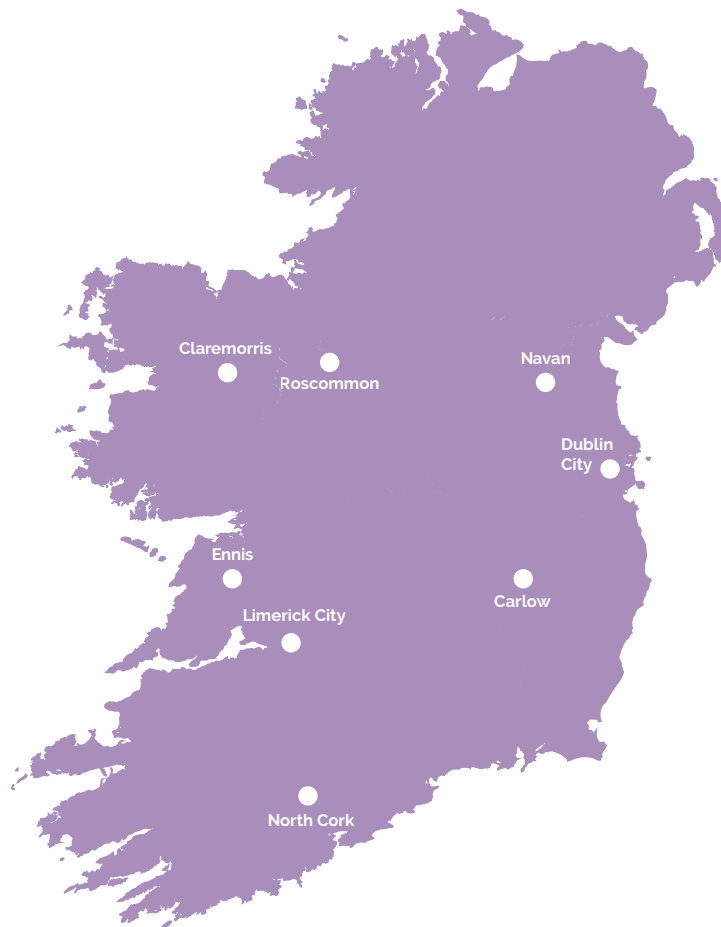 Claremorris
Roscommon
Navan
Dublin
City
Ennis
Limerick City
Carlow
North Cork